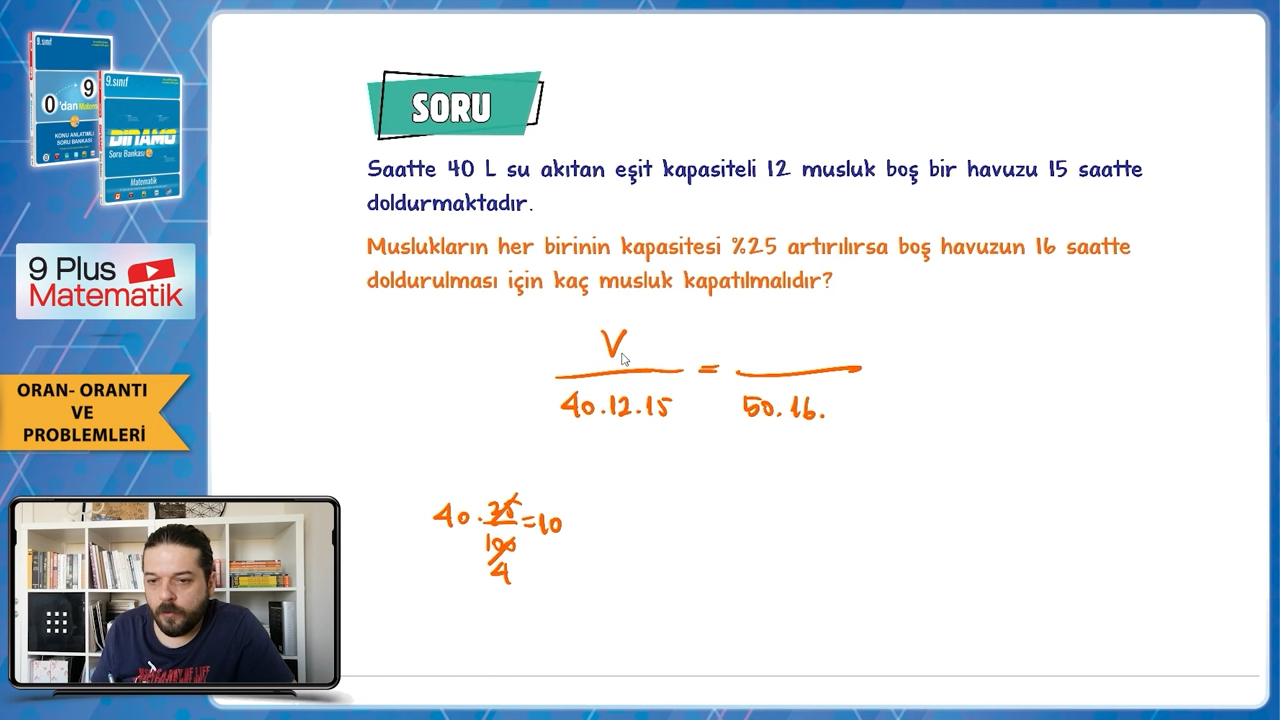 9.sınıf
0'dan 9
Matem
KONU ANLATIMLI
SORU BANKASI
9.sınıf
DİNAMO
Soru Bankası
Matematik
9 Plus
Matematik
ORAN- ORANTI
VE
PROBLEMLERİ
SORU
Saatte 40 L su akıtan eşit kapasiteli 12 musluk boş bir havuzu 15 saatte
doldurmaktadır.
Muslukların her birinin kapasitesi %25 artırılırsa boş havuzun 16 saatte
doldurulması için kaç musluk kapatılmalıdır?
V
=
40.12.15 50.16.
40. 25 =10
100
4